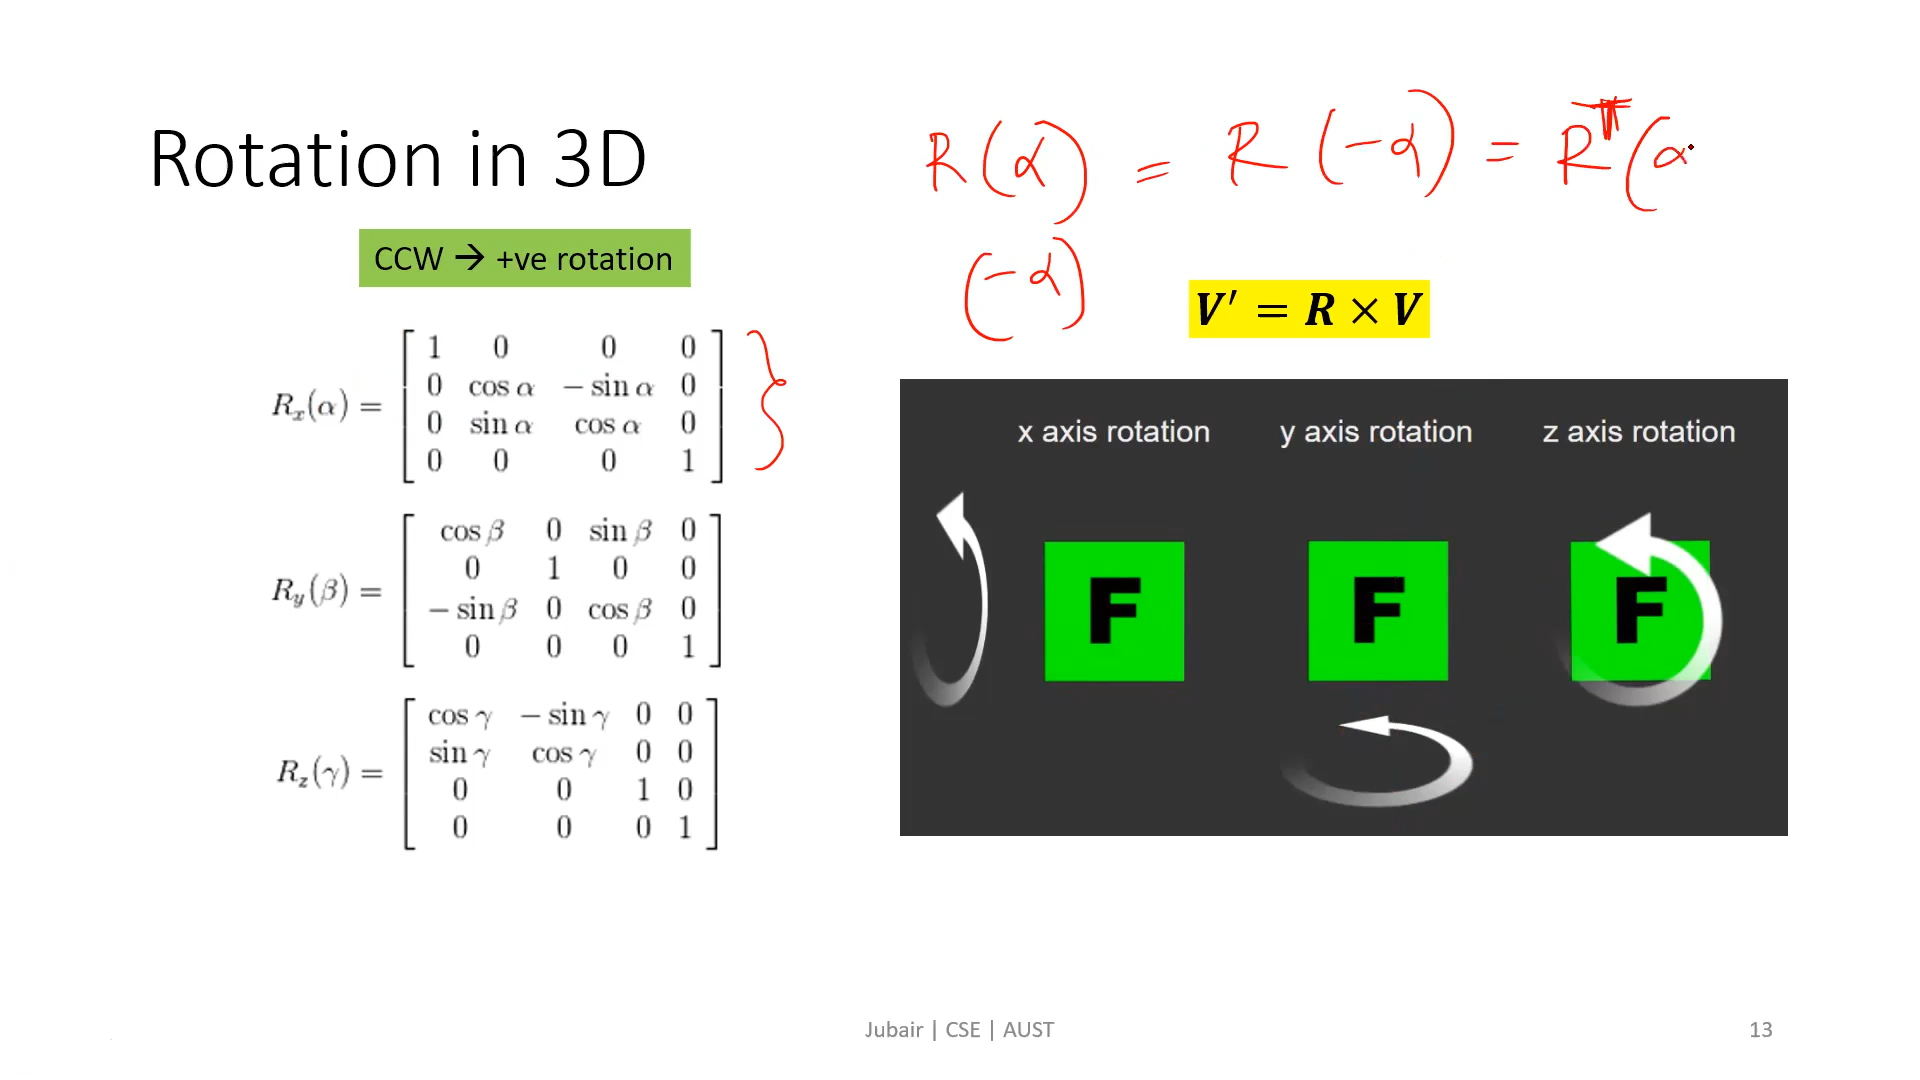 Rotation in 3D
R(α) = R(-α) = Rᵀ(α
(-α)
CCW → +ve rotation
V′ = R × V
Rₓ(α) = [ 1 0 0 0
0 cos α − sin α 0
0 sin α cos α 0
0 0 0 1 ]
R_y(β) = [ cos β 0 sin β 0
0 1 0 0
− sin β 0 cos β 0
0 0 0 1 ]
R_z(γ) = [ cos γ − sin γ 0 0
sin γ cos γ 0 0
0 0 1 0
0 0 0 1 ]
x axis rotation y axis rotation z axis rotation
F F F
Jubair | CSE | AUST
13